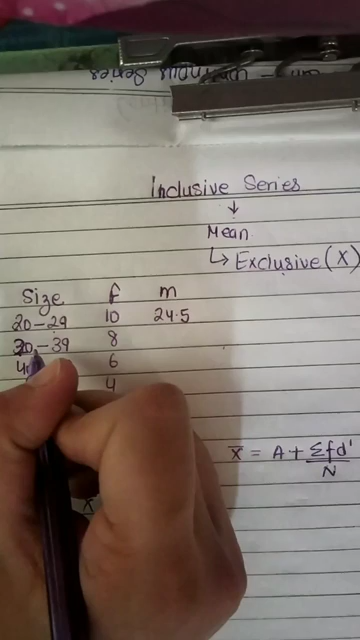 Inclusive Series
↓
Mean
↳ Exclusive (X)
Size f m
20-29 10 24.5
30-39 8
6
4
x̄ = A + Σfd'
N